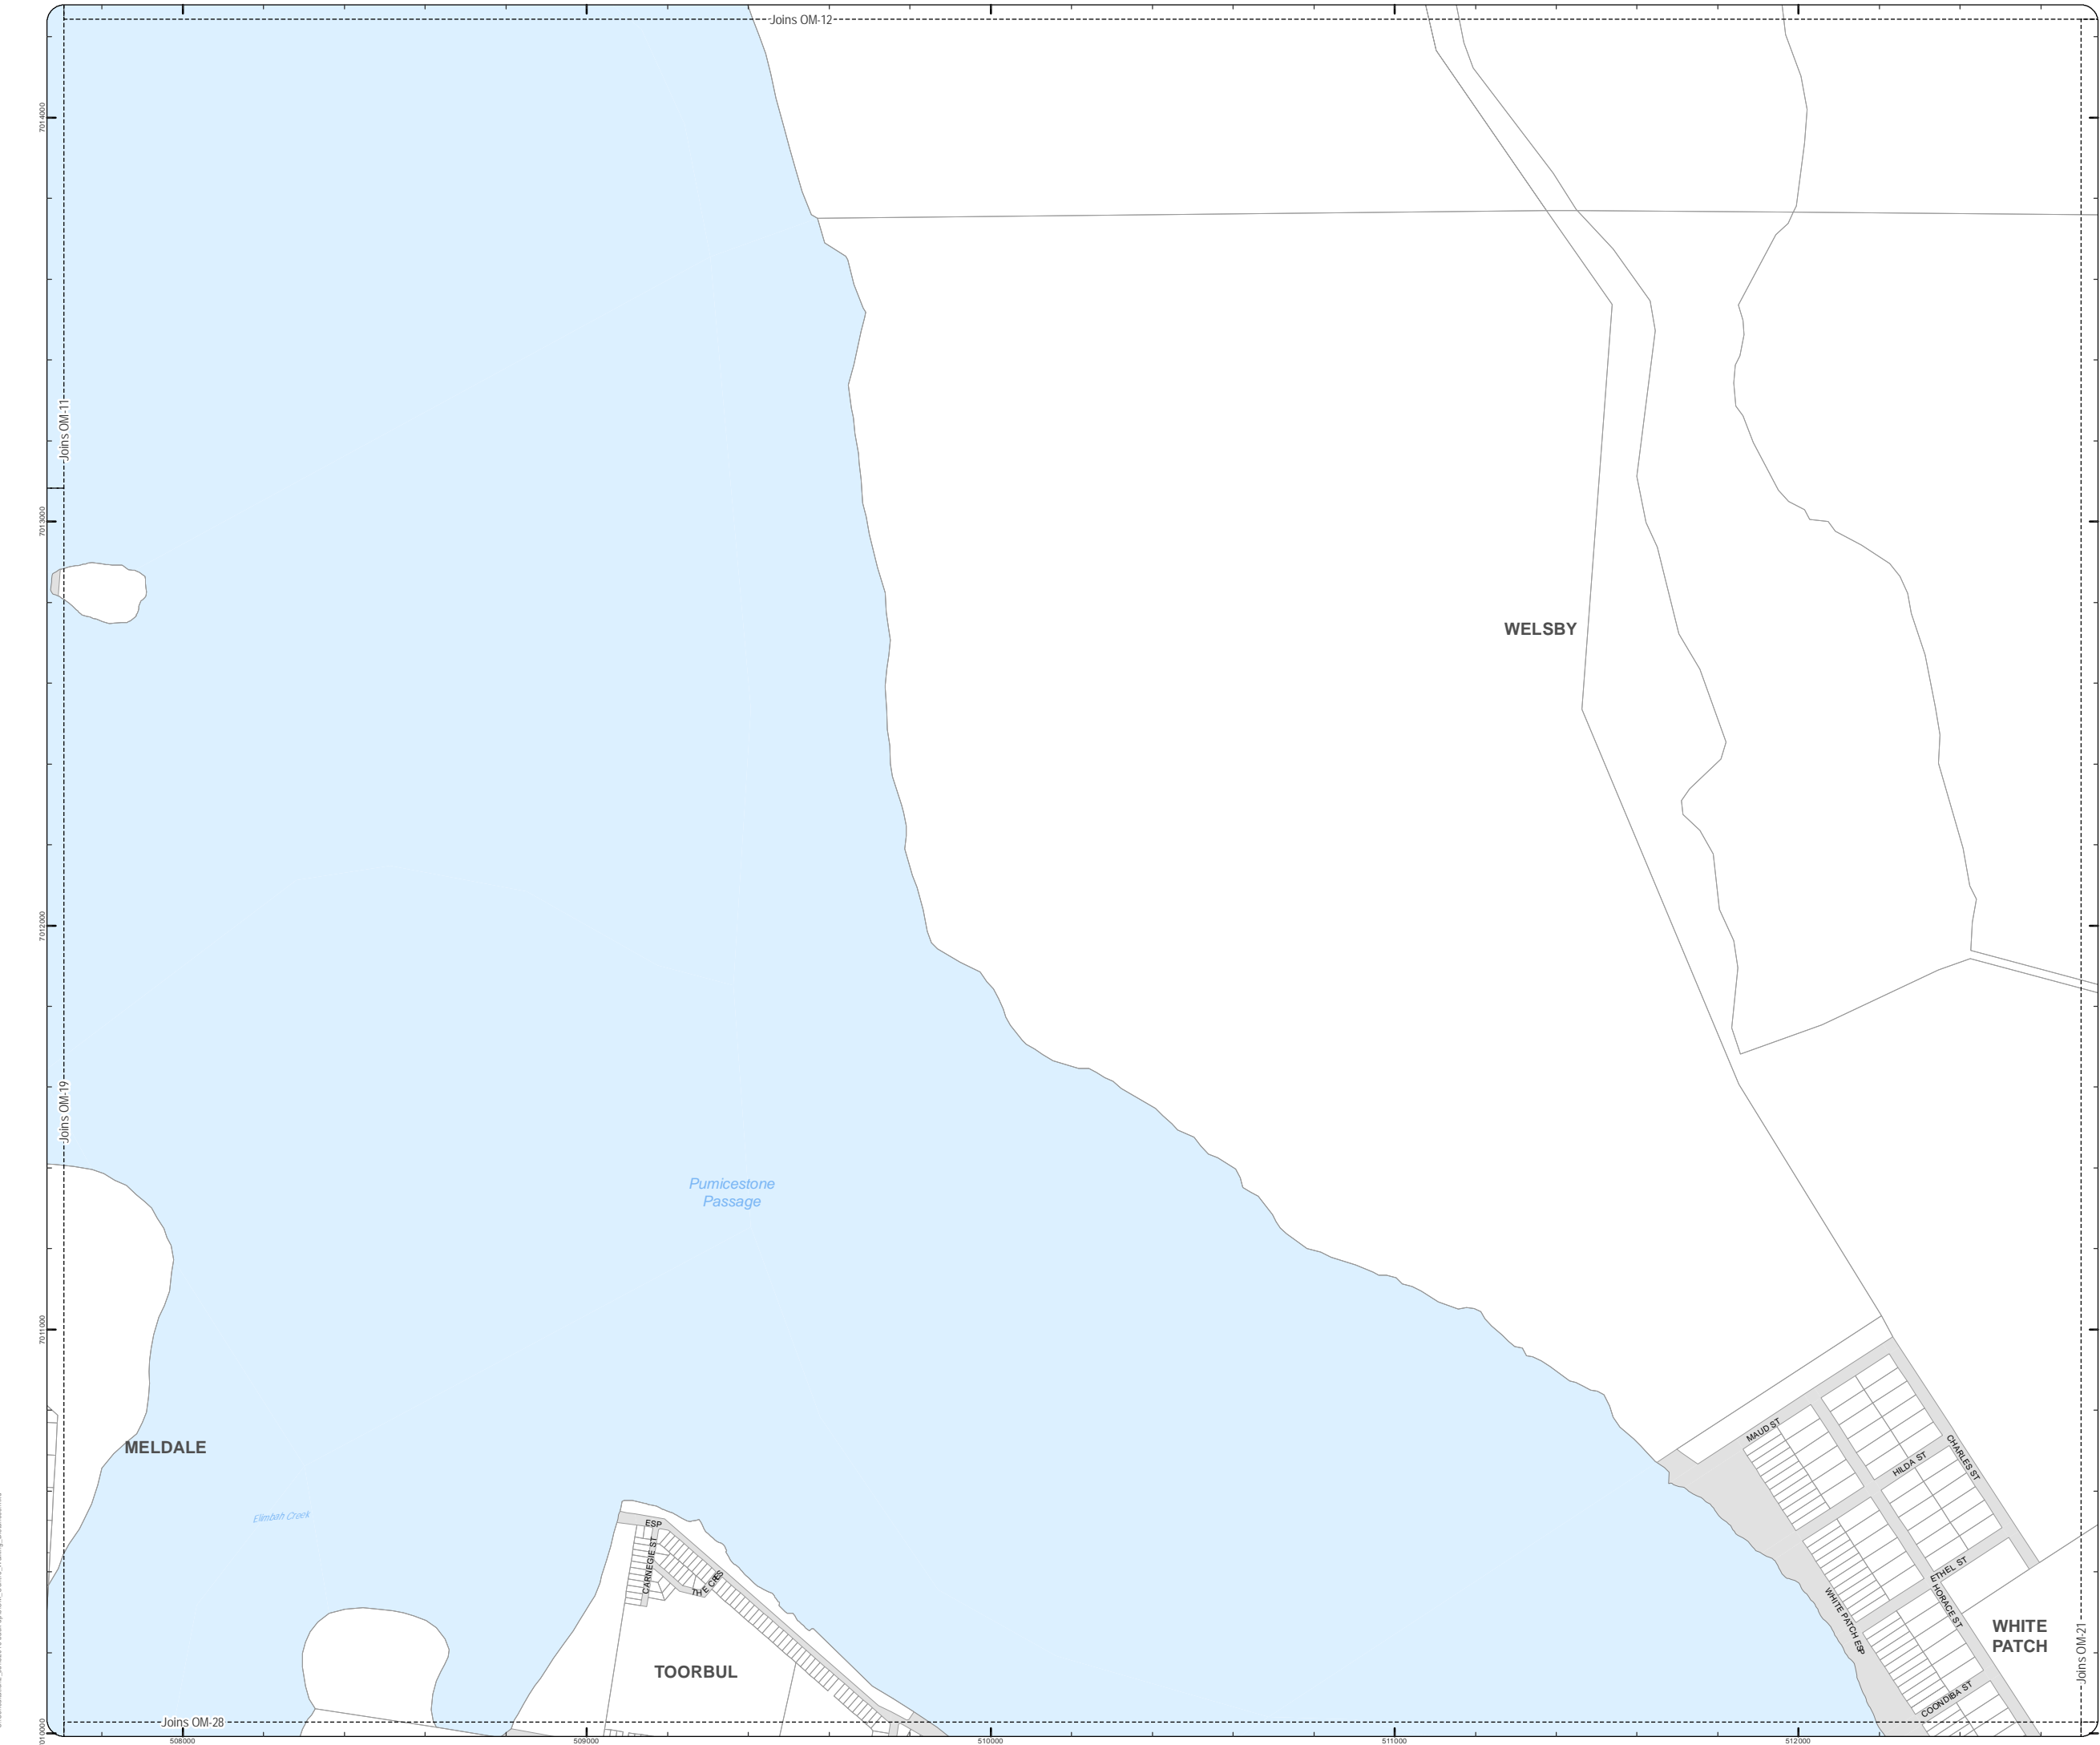 Joins OM-12
7014000
Joins OM-11
7013000
WELSBY
7012000
Joins OM-19
Pumicestone
Passage
7011000
MAUD ST
CHARLES ST
HILDA ST
MELDALE
Elimbah Creek
ESP
CARNEGIE ST
THE CRES
ETHEL ST
HORACE ST
WHITE PATCH ESP
WHITE
PATCH
Joins OM-21
TOORBUL
COONDIBA ST
Joins OM-28
508000
509000
510000
511000
512000